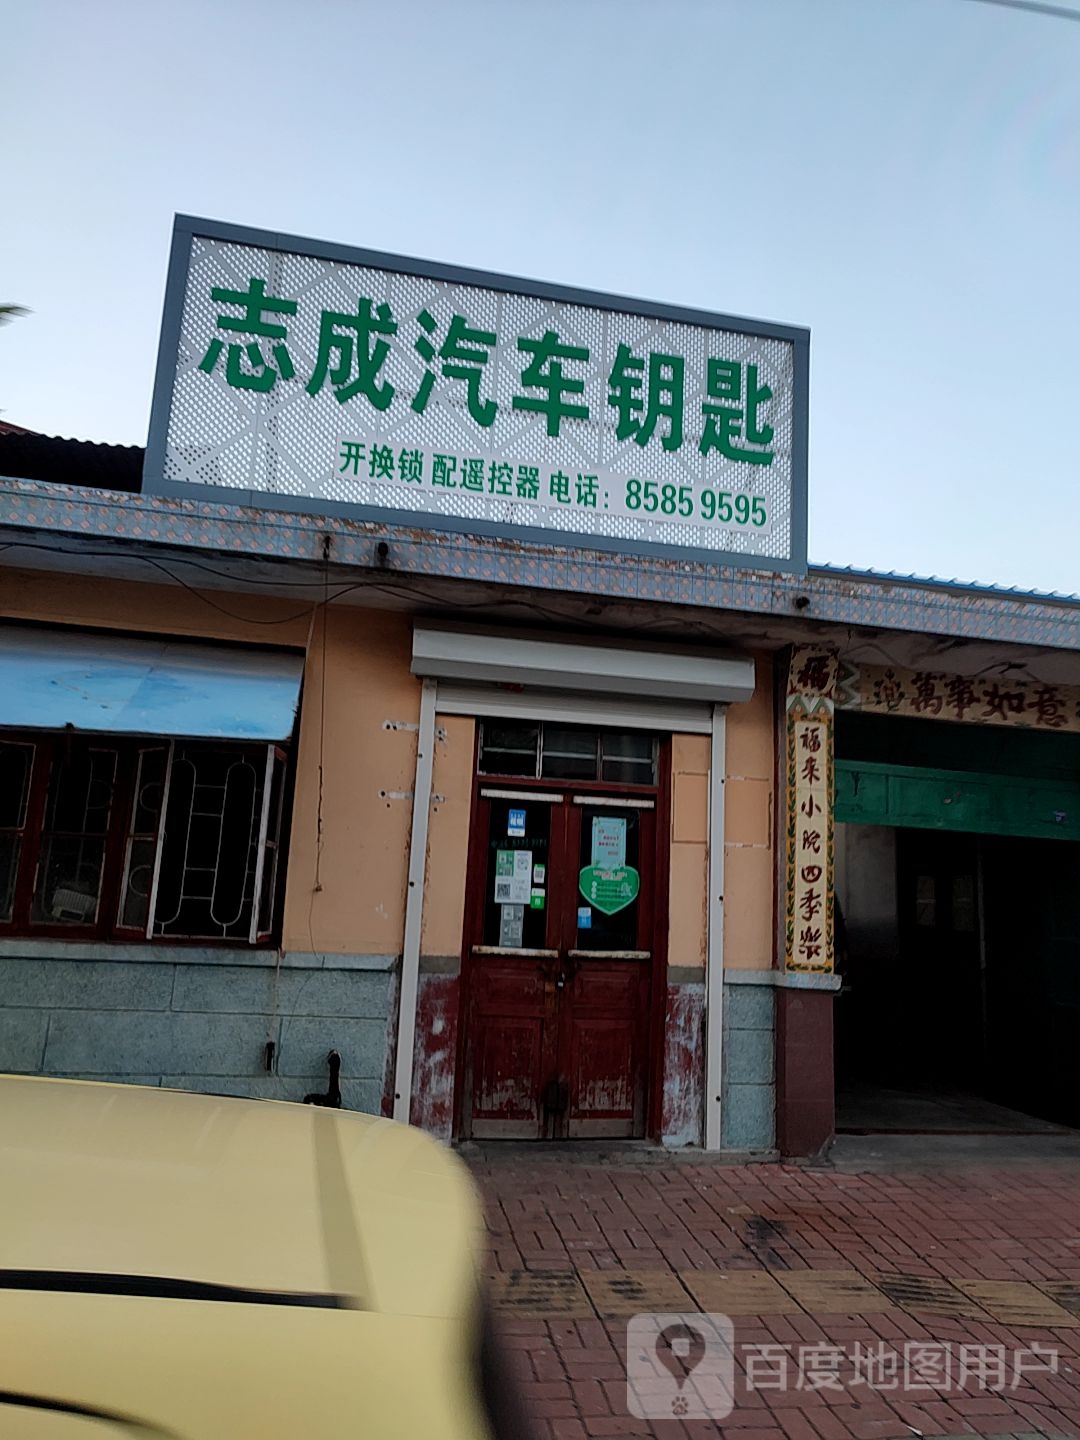 志成汽车钥匙
开换锁 配遥控器 电话：8585 9595
福
萬事如意
福来小院四季樂
百度地图用户